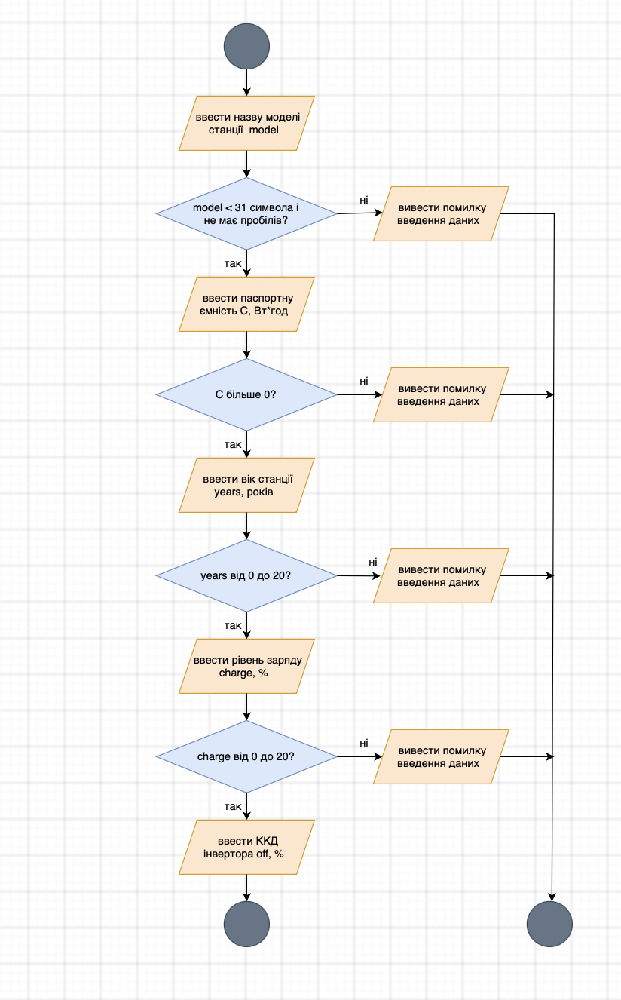 ввести назву моделі
станції model
model < 31 символа і
не має пробілів?
ні
вивести помилку
введення даних
так
ввести паспортну
ємність C, Вт*год
C більше 0?
ні
вивести помилку
введення даних
так
ввести вік станції
years, років
years від 0 до 20?
ні
вивести помилку
введення даних
так
ввести рівень заряду
charge, %
charge від 0 до 20?
ні
вивести помилку
введення даних
так
ввести ККД
інвертора off, %